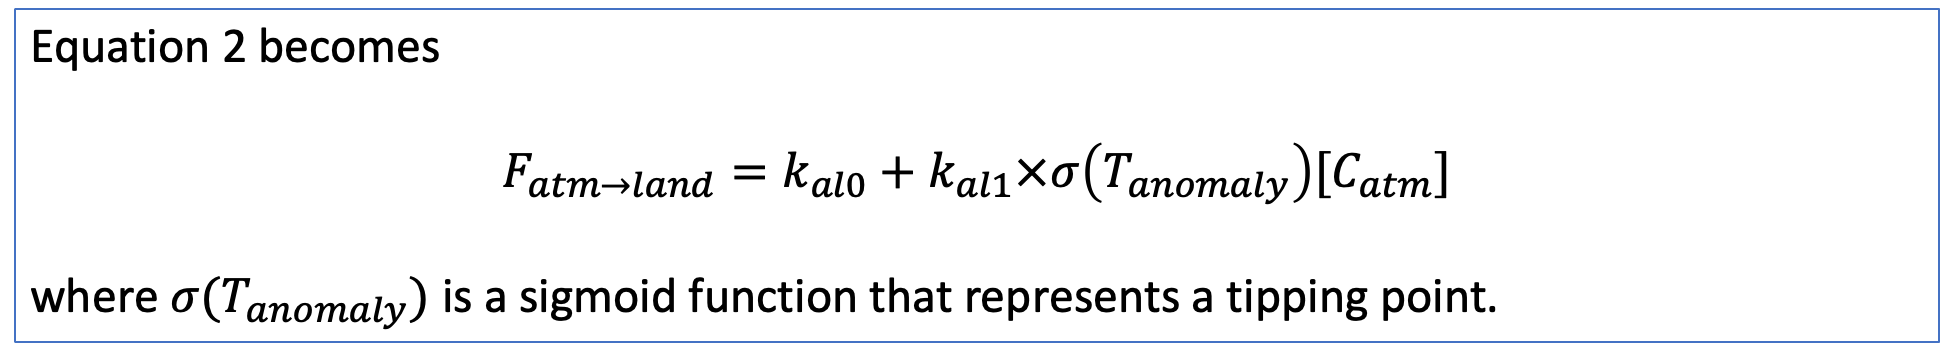 Equation 2 becomes
F_{atm→land} = k_{al0} + k_{al1}×σ(T_{anomaly})[C_{atm}]
where σ(T_{anomaly}) is a sigmoid function that represents a tipping point.